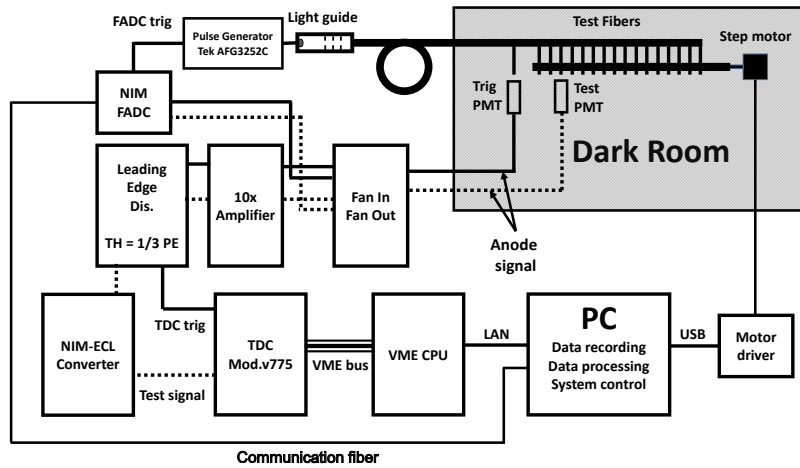 FADC trig
Pulse Generator
Tek AFG3252C
Light guide
Test Fibers
Step motor
NIM
FADC
Trig
PMT
Test
PMT
Dark Room
Leading
Edge
Dis.
TH = 1/3 PE
10x
Amplifier
Fan In
Fan Out
Anode
signal
NIM-ECL
Converter
TDC trig
Test signal
TDC
Mod.v775
VME bus
VME CPU
LAN
PC
Data recording
Data processing
System control
USB
Motor
driver
Communication fiber